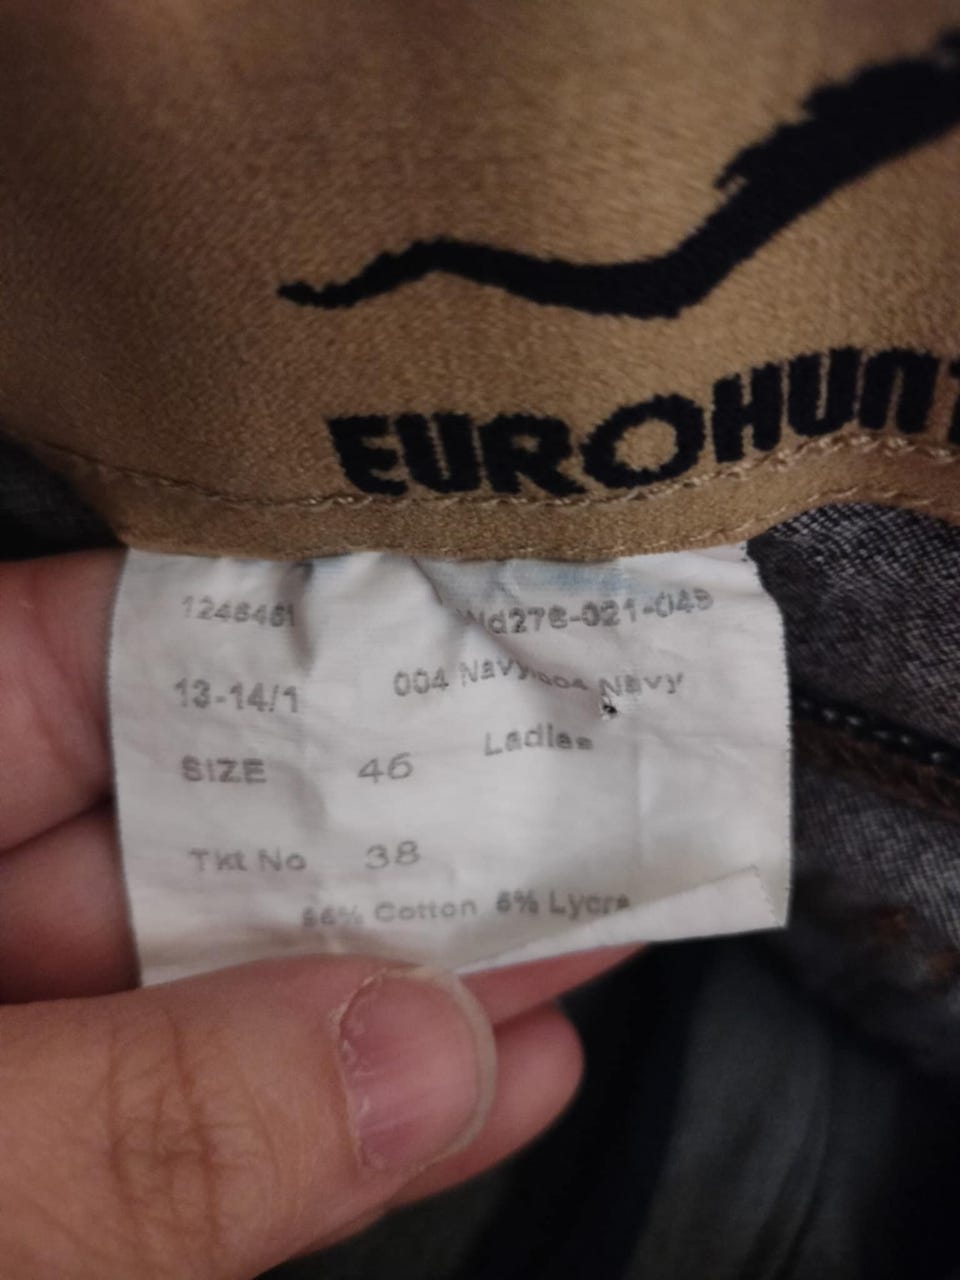 EUROHUN
1246461 Wd276-021-049
13-14/1 004 Navy/004 Navy
SIZE 46 Ladies
Tkt No 38
Cotton Lycra